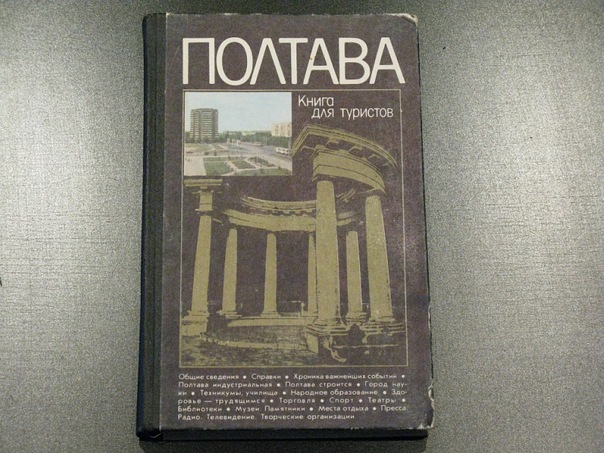 ПОЛТАВА
Книга
для туристов
Общие сведения • Справки • Хроника важнейших событий •
Полтава индустриальная • Полтава строится • Город нау-
ки • Техникумы, училища • Народное образование • Здо-
ровье — трудящимся • Торговля • Спорт • Театры •
Библиотеки • Музеи. Памятники • Места отдыха • Пресса
Радио. Телевидение. Творческие организации